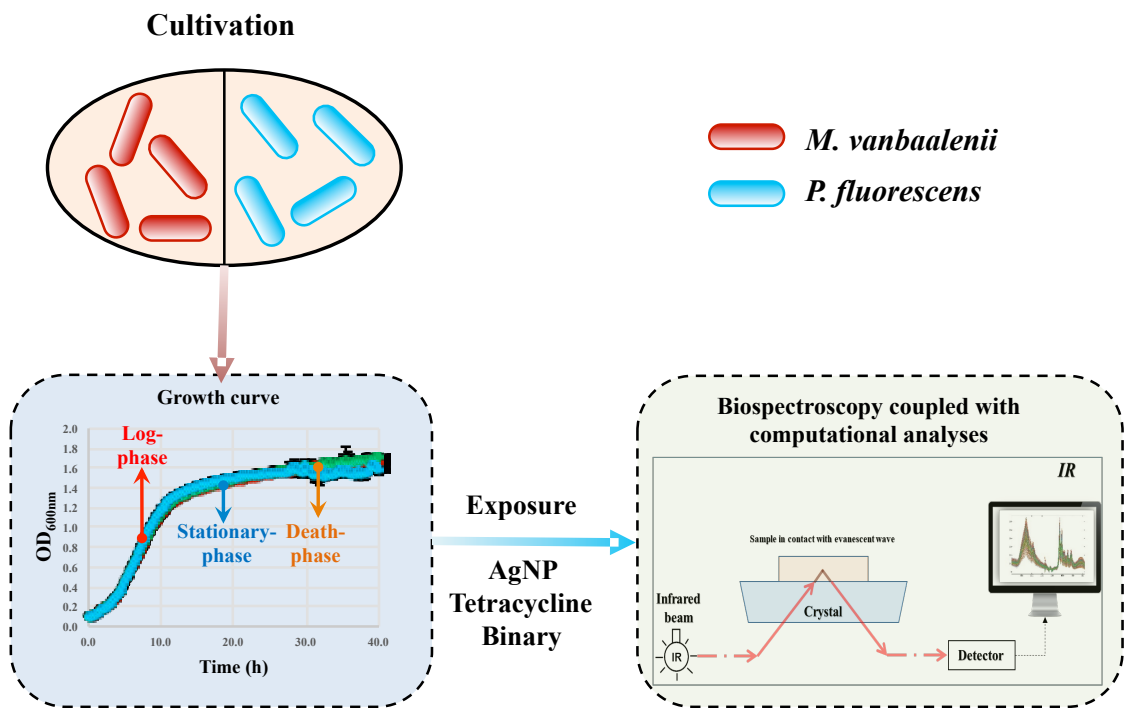 Cultivation
M. vanbaalenii
P. fluorescens
Growth curve
2.0
1.8
1.6
1.4
1.2
1.0
0.8
0.6
0.4
0.2
0.0
OD600nm
Log-
phase
Stationary-
phase
Death-
phase
0.0 10.0 20.0 30.0 40.0
Time (h)
Exposure
AgNP
Tetracycline
Binary
Biospectroscopy coupled with
computational analyses
IR
Sample in contact with evanescent wave
Crystal
Infrared
beam
IR
Detector